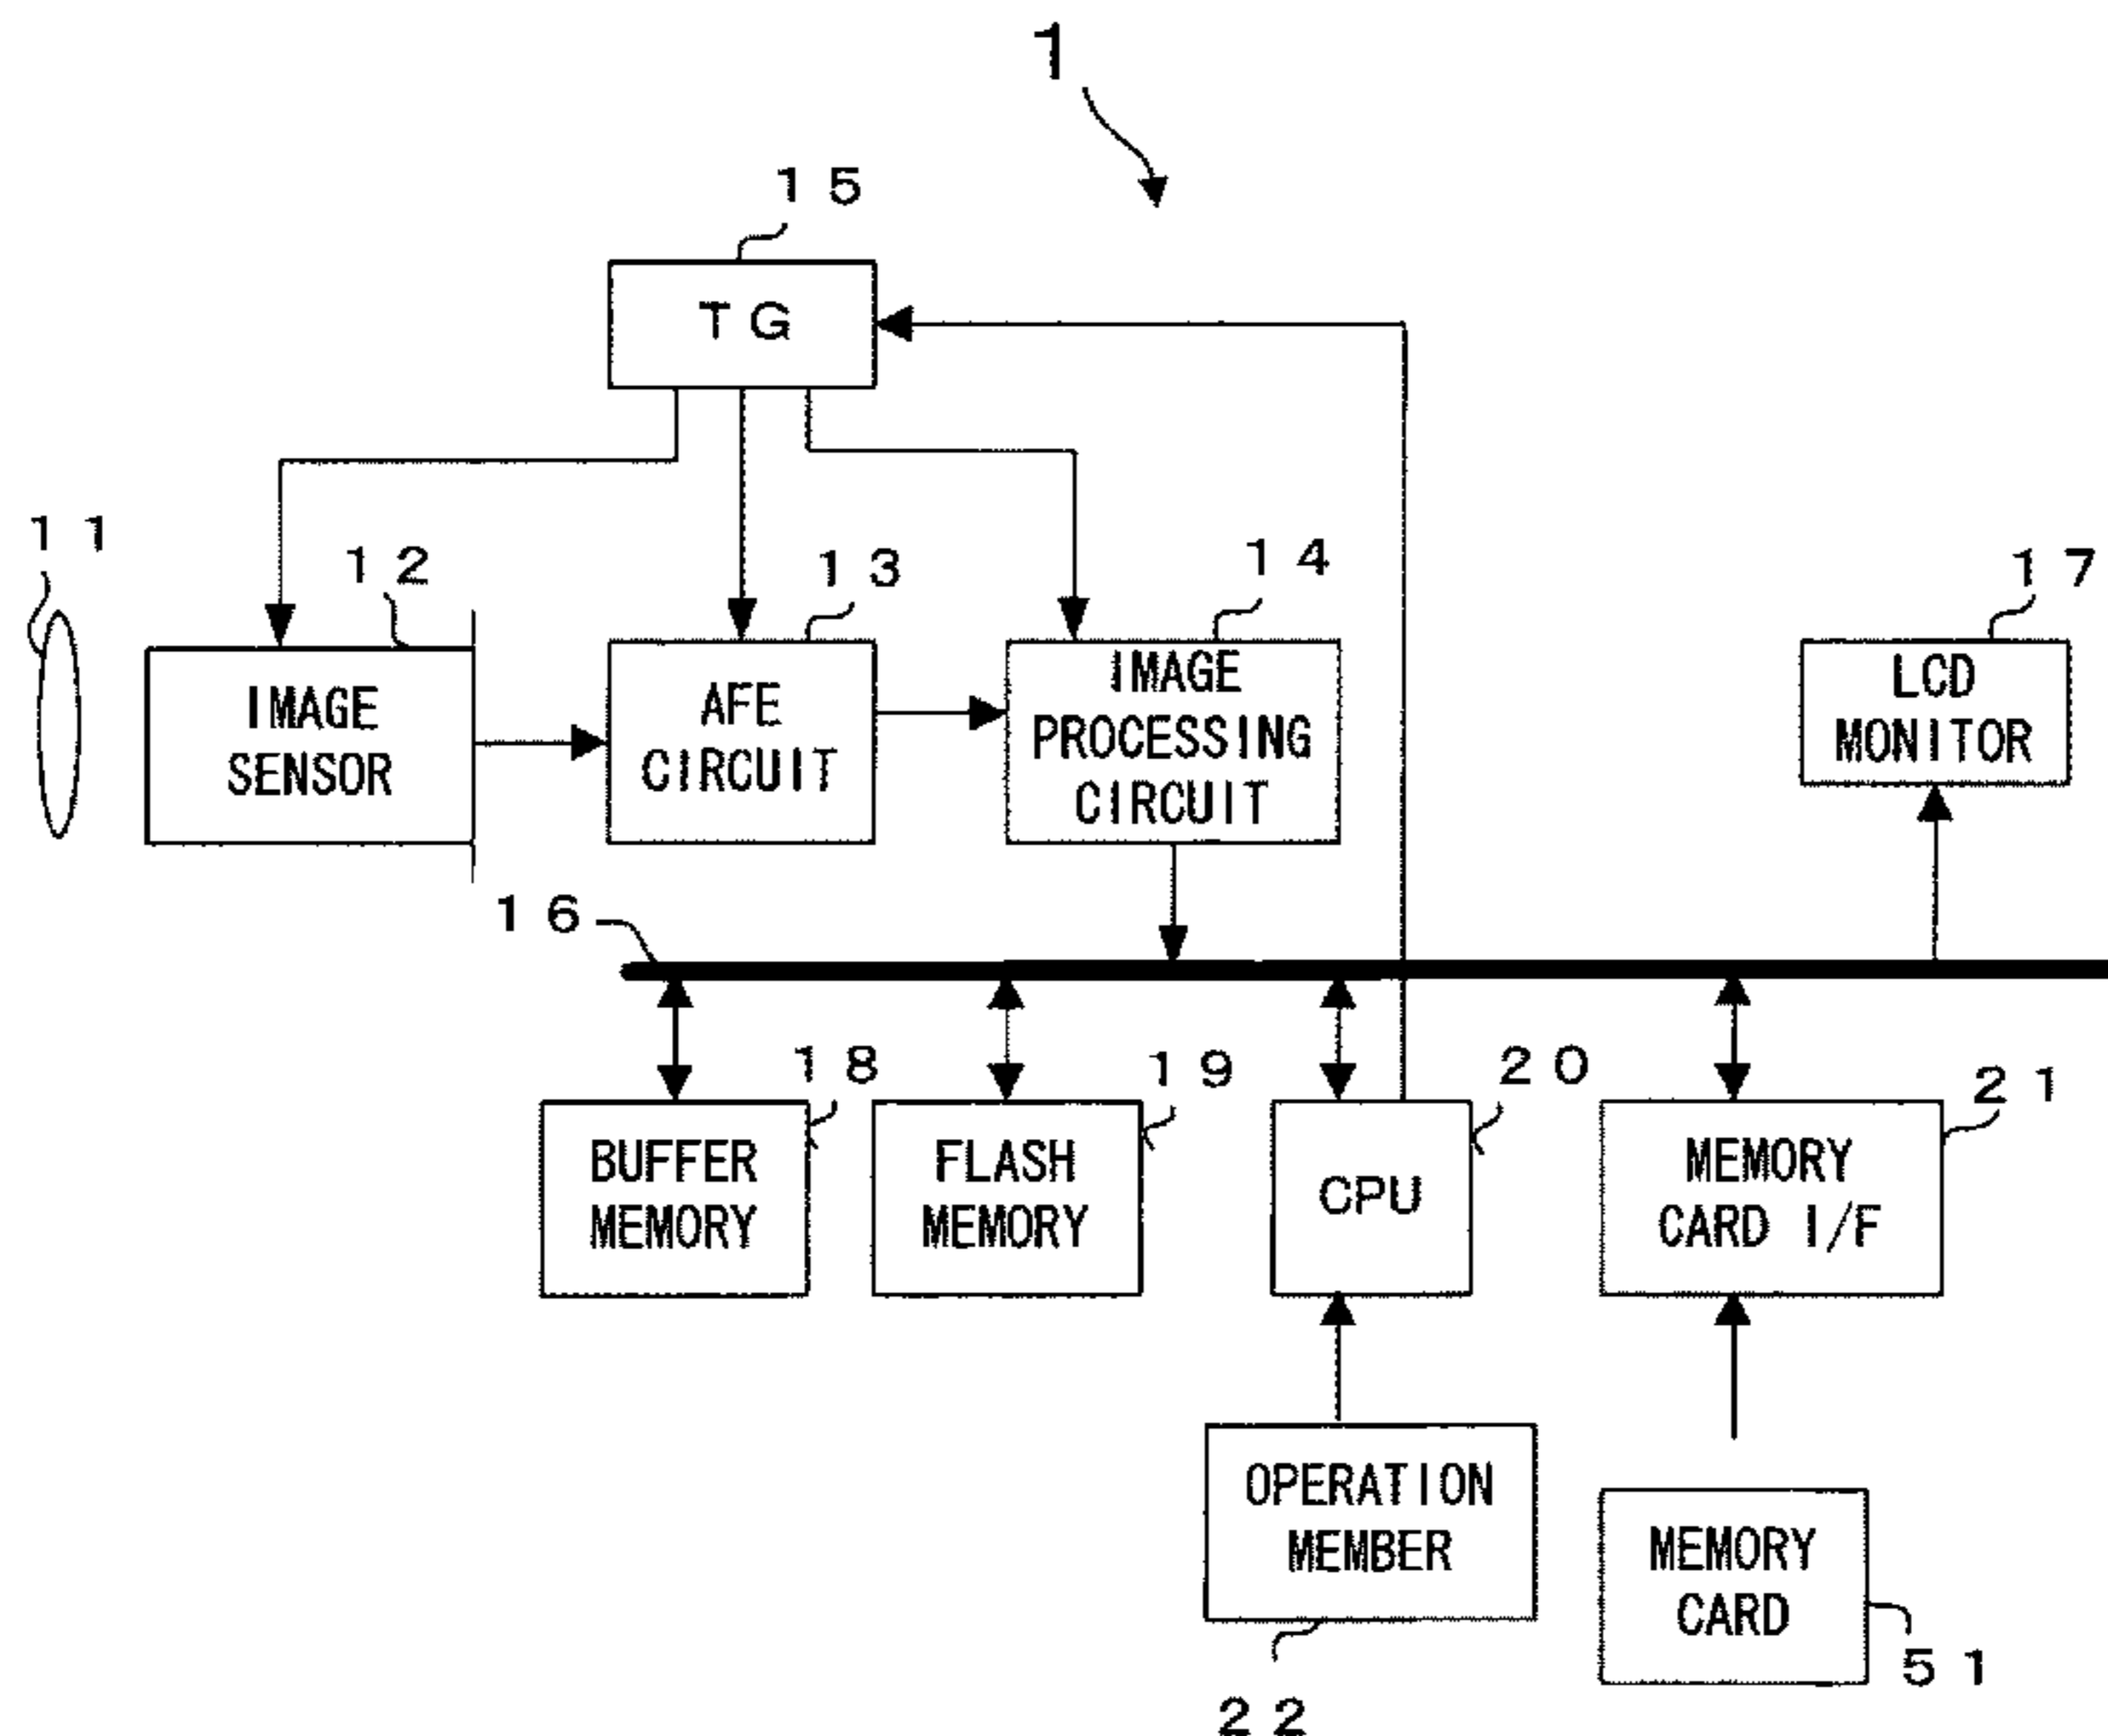 1
15
TG
11
12
13
14
17
IMAGE
SENSOR
AFE
CIRCUIT
IMAGE
PROCESSING
CIRCUIT
LCD
MONITOR
16
18
19
20
21
BUFFER
MEMORY
FLASH
MEMORY
CPU
MEMORY
CARD I/F
OPERATION
MEMBER
MEMORY
CARD
51
22